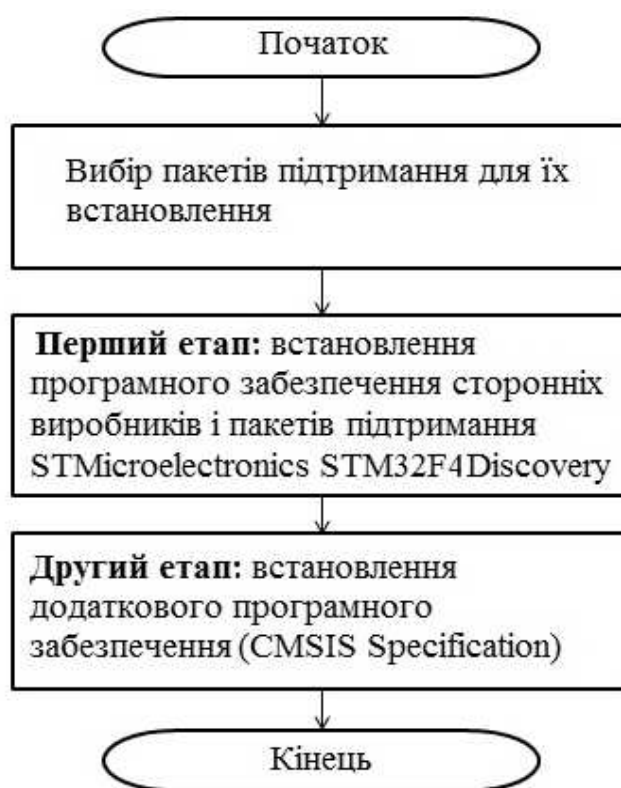 Початок
Вибір пакетів підтримання для їх
встановлення
Перший етап: встановлення
програмного забезпечення сторонніх
виробників і пакетів підтримання
STMicroelectronics STM32F4Discovery
Другий етап: встановлення
додаткового програмного
забезпечення (CMSIS Specification)
Кінець